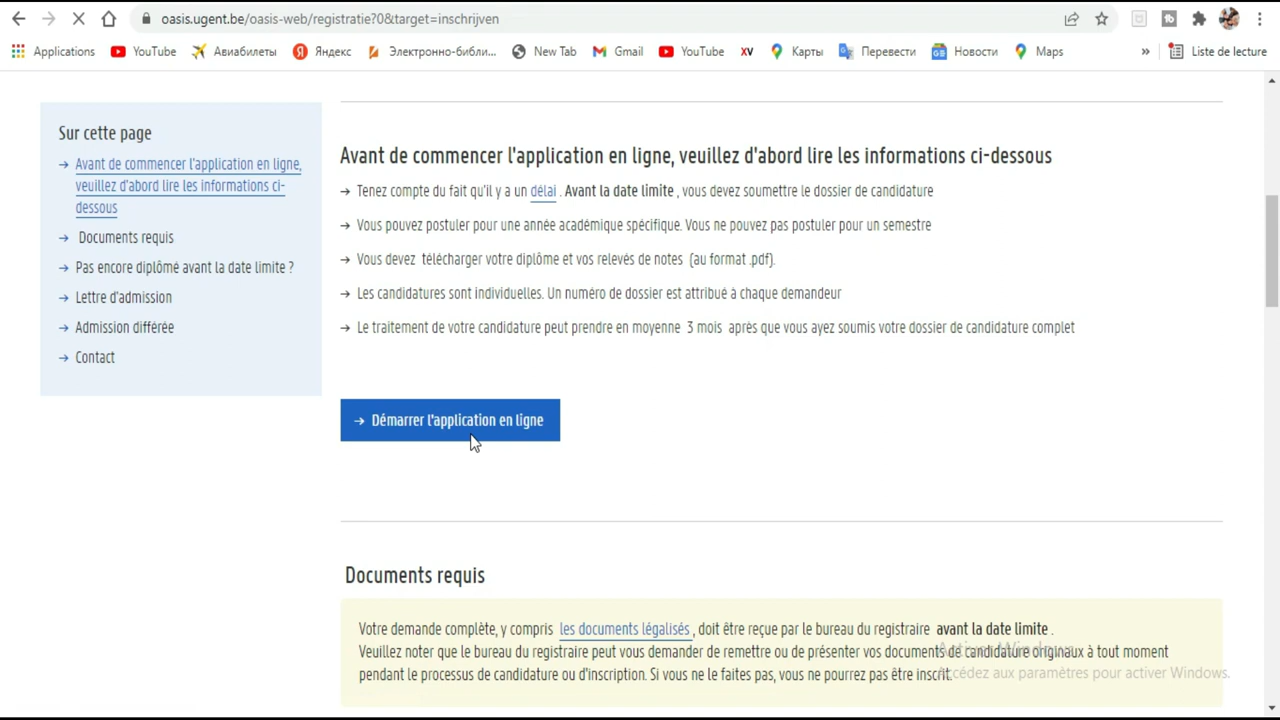 oasis.ugent.be/oasis-web/registratie?0&target=inschrijven
Applications YouTube Авиабилеты Яндекс Электронно-библи... New Tab Gmail YouTube XV Карты Перевести GB Новости Maps » Liste de lecture
Sur cette page
→ Avant de commencer l'application en ligne,
veuillez d'abord lire les informations ci-
dessous
→ Documents requis
→ Pas encore diplômé avant la date limite ?
→ Lettre d'admission
→ Admission différée
→ Contact
Avant de commencer l'application en ligne, veuillez d'abord lire les informations ci-dessous
→ Tenez compte du fait qu'il y a un délai . Avant la date limite , vous devez soumettre le dossier de candidature
→ Vous pouvez postuler pour une année académique spécifique. Vous ne pouvez pas postuler pour un semestre
→ Vous devez télécharger votre diplôme et vos relevés de notes (au format .pdf).
→ Les candidatures sont individuelles. Un numéro de dossier est attribué à chaque demandeur
→ Le traitement de votre candidature peut prendre en moyenne 3 mois après que vous ayez soumis votre dossier de candidature complet
→ Démarrer l'application en ligne
Documents requis
Votre demande complète, y compris les documents légalisés , doit être reçue par le bureau du registraire avant la date limite .
Veuillez noter que le bureau du registraire peut vous demander de remettre ou de présenter vos documents de candidature originaux à tout moment
pendant le processus de candidature ou d'inscription. Si vous ne le faites pas, vous ne pourrez pas être inscrit.
Activer Windows
Accédez aux paramètres pour activer Windows.